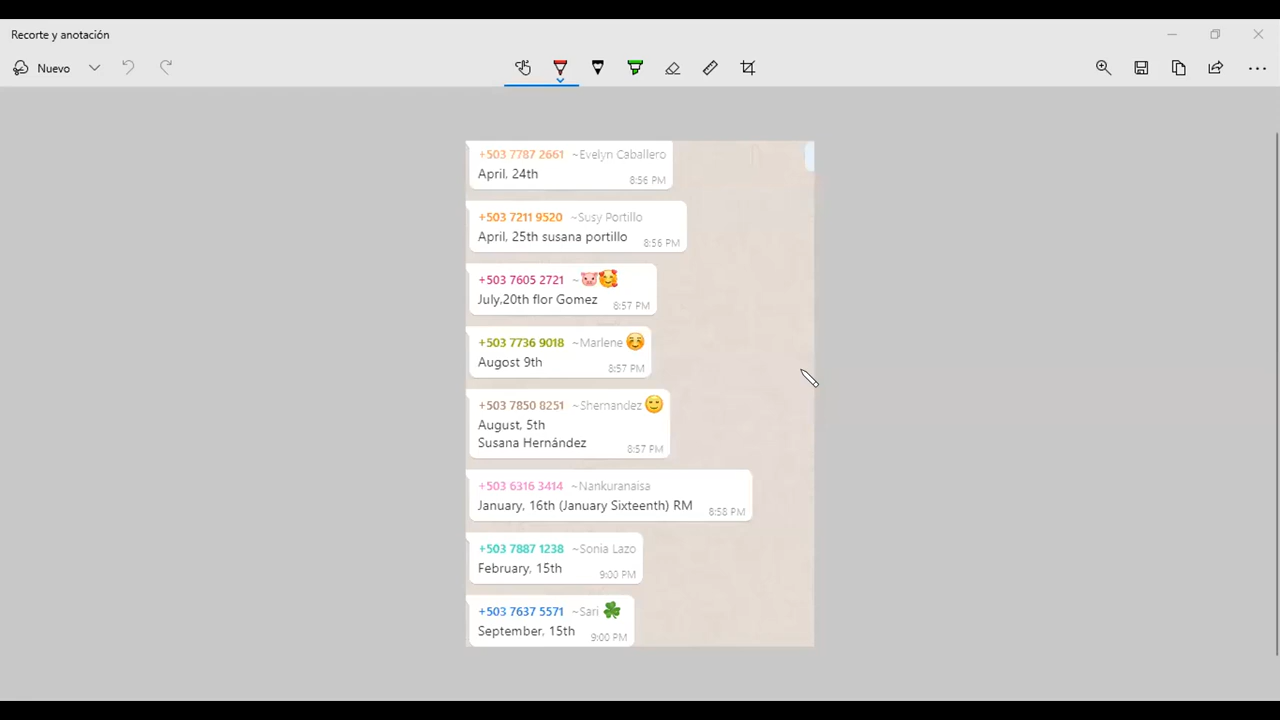 Recorte y anotación
Nuevo
+503 7787 2661 ~Evelyn Caballero
April, 24th
8:56 PM
+503 7211 9520 ~Susy Portillo
April, 25th susana portillo
8:56 PM
+503 7605 2721 ~🐷🥰
July,20th flor Gomez
8:57 PM
+503 7736 9018 ~Marlene ☺️
Augost 9th
8:57 PM
+503 7850 8251 ~Shernandez 😊
August, 5th
Susana Hernández
8:57 PM
+503 6316 3414 ~Nankuranaisa
January, 16th (January Sixteenth) RM
8:58 PM
+503 7887 1238 ~Sonia Lazo
February, 15th
9:00 PM
+503 7637 5571 ~Sari ☘️
September, 15th
9:00 PM